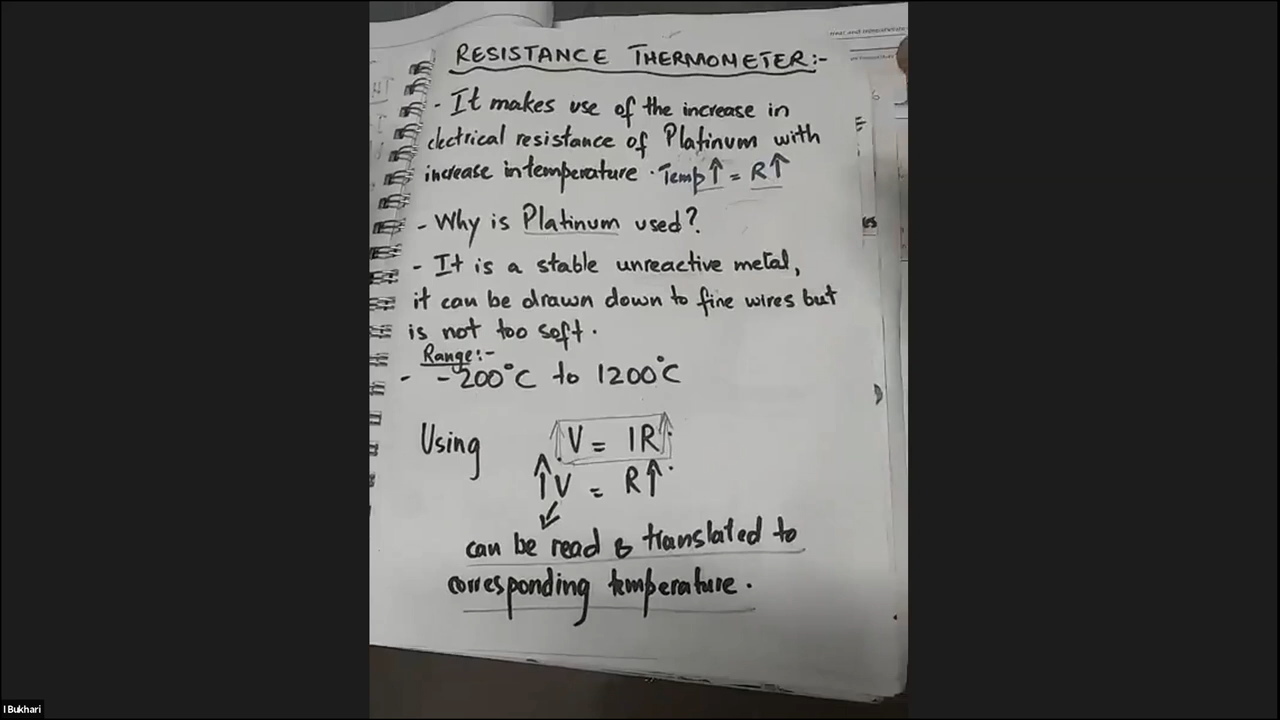 RESISTANCE THERMOMETER:-
- It makes use of the increase in
electrical resistance of Platinum with
increase in temperature. Temp↑ = R↑
- Why is Platinum used?
- It is a stable unreactive metal,
it can be drawn down to fine wires but
is not too soft.
Range:-
- -200°C to 1200°C
Using V = IR
↑V = R↑
can be read & translated to
corresponding temperature.
I Bukhari